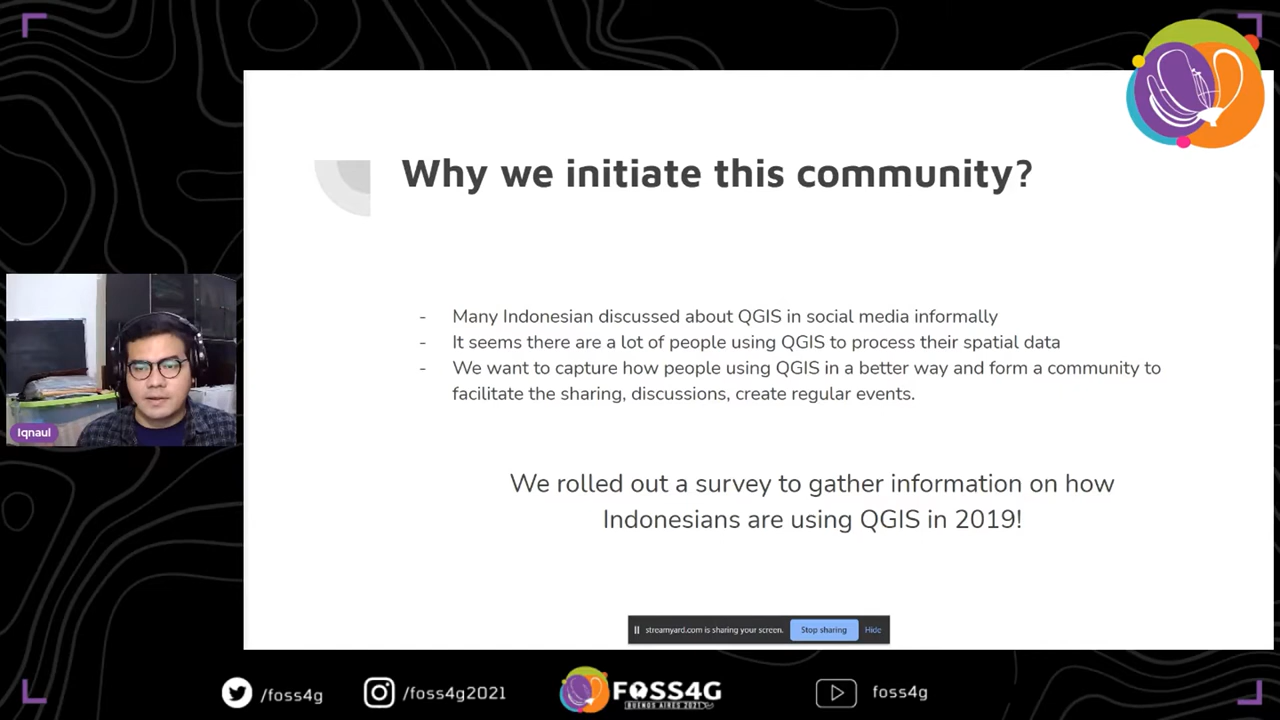 Why we initiate this community?
- Many Indonesian discussed about QGIS in social media informally
- It seems there are a lot of people using QGIS to process their spatial data
- We want to capture how people using QGIS in a better way and form a community to
facilitate the sharing, discussions, create regular events.
Iqnaul
We rolled out a survey to gather information on how
Indonesians are using QGIS in 2019!
streamyard.com is sharing your screen. Stop sharing Hide
/foss4g /foss4g2021 FOSS4G foss4g
BUENOS AIRES 2021